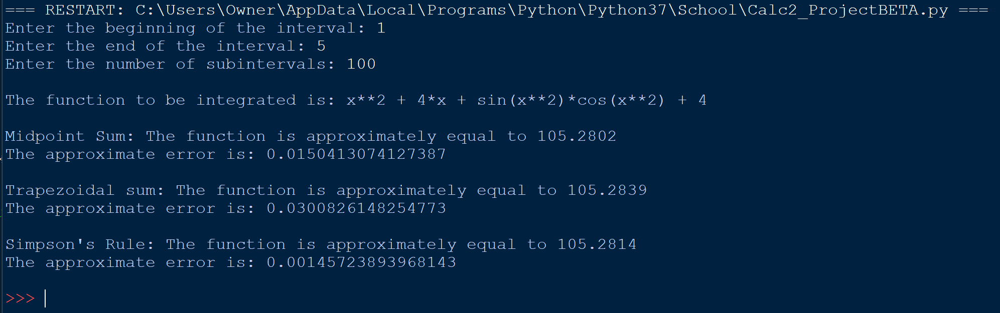 === RESTART: C:\Users\Owner\AppData\Local\Programs\Python\Python37\School\Calc2_ProjectBETA.py ===
Enter the beginning of the interval: 1
Enter the end of the interval: 5
Enter the number of subintervals: 100
The function to be integrated is: x**2 + 4*x + sin(x**2)*cos(x**2) + 4
Midpoint Sum: The function is approximately equal to 105.2802
The approximate error is: 0.0150413074127387
Trapezoidal sum: The function is approximately equal to 105.2839
The approximate error is: 0.0300826148254773
Simpson's Rule: The function is approximately equal to 105.2814
The approximate error is: 0.00145723893968143
>>>